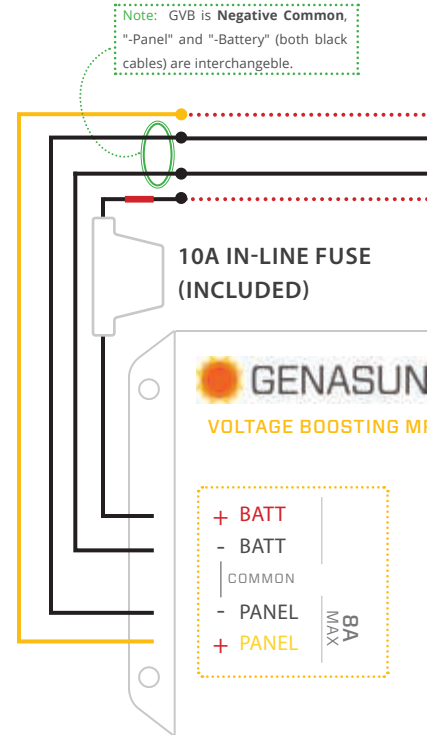 Note: GVB is Negative Common,
"-Panel" and "-Battery" (both black
cables) are interchangeble.
10A IN-LINE FUSE
(INCLUDED)
GENASUN
VOLTAGE BOOSTING MP
+ BATT
- BATT
COMMON
- PANEL
+ PANEL
8A
MAX